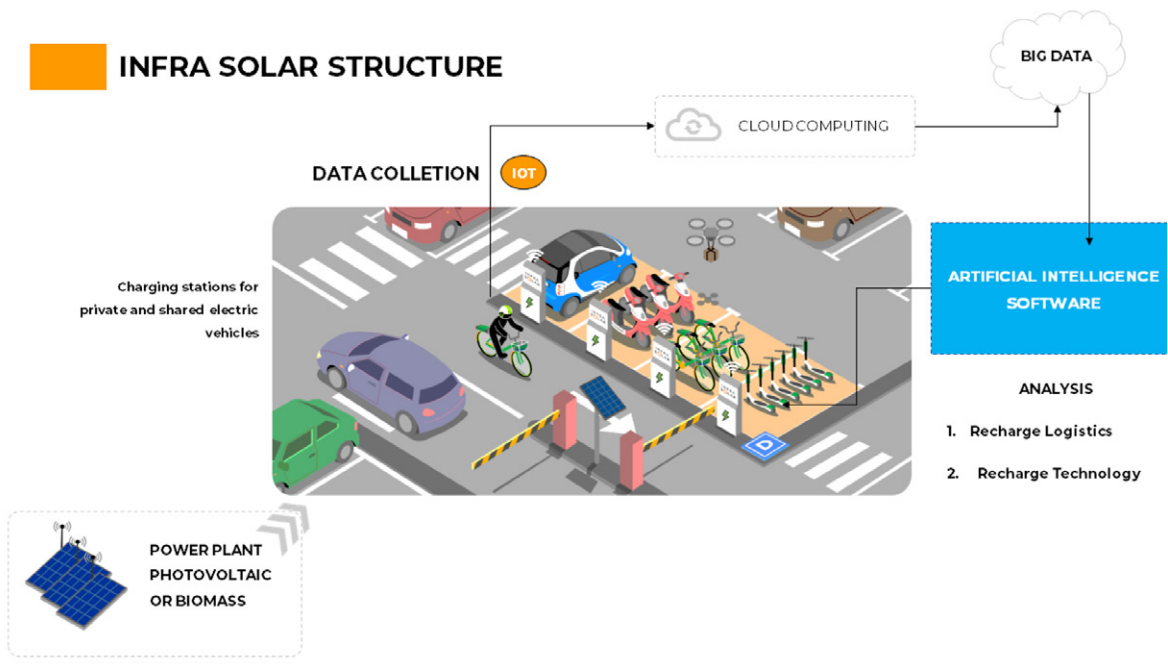 INFRA SOLAR STRUCTURE
BIG DATA
CLOUD COMPUTING
DATA COLLETION
IOT
Charging stations for
private and shared electric
vehicles
ARTIFICIAL INTELLIGENCE
SOFTWARE
ANALYSIS
1. Recharge Logistics
2. Recharge Technology
D
POWER PLANT
PHOTOVOLTAIC
OR BIOMASS